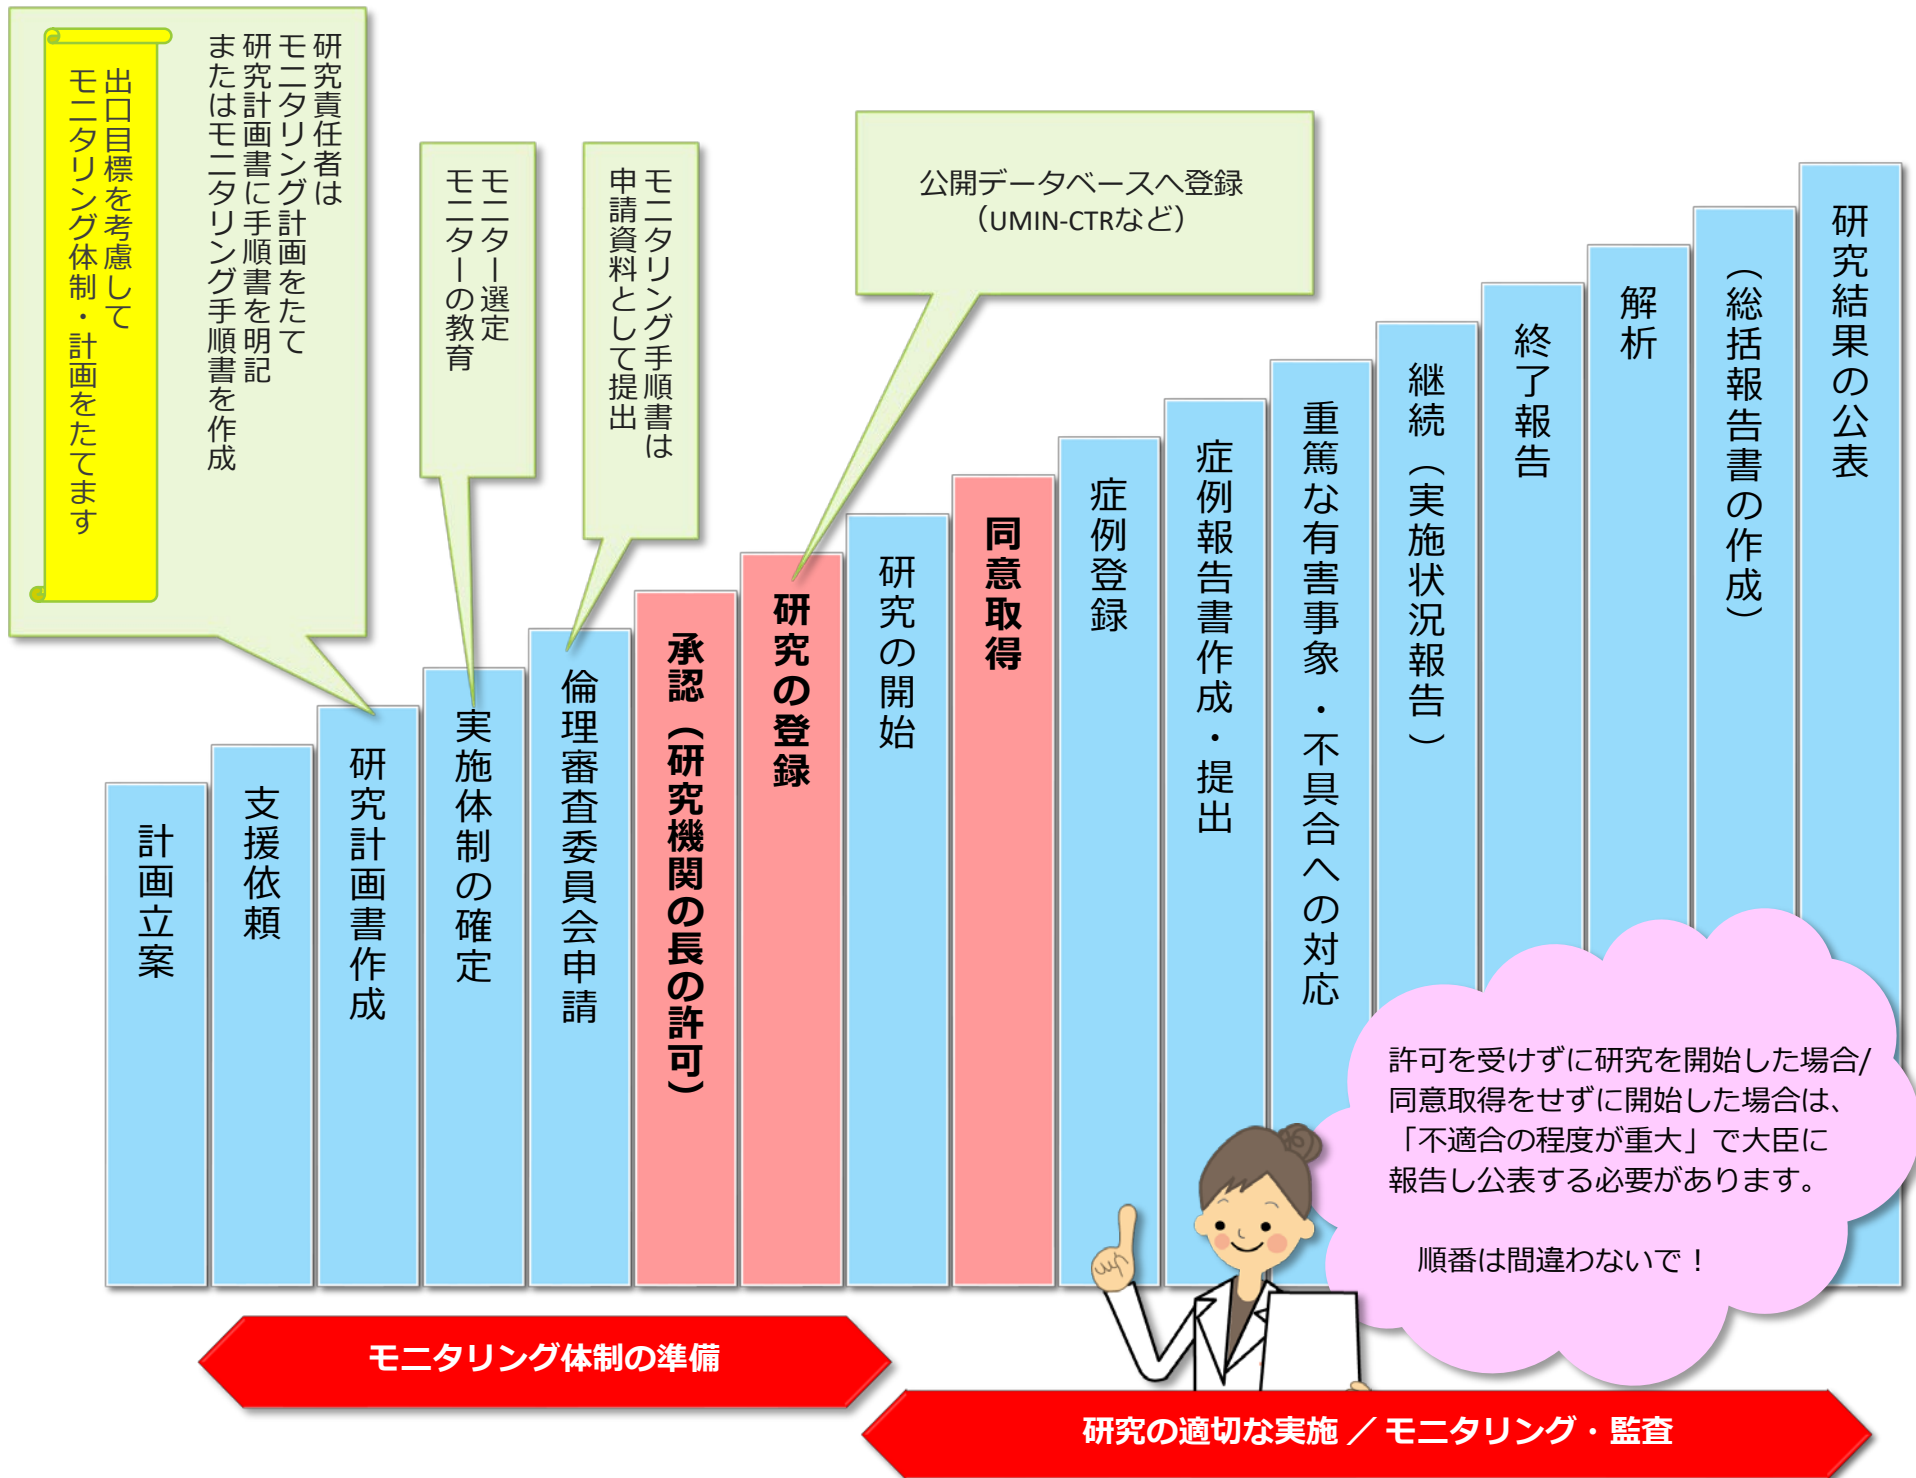 研究責任者は
モニタリング計画をたて
研究計画書に手順書を明記
またはモニタリング手順書を作成
出口目標を考慮して
モニタリング体制・計画をたてます
モニター選定
モニターの教育
モニタリング手順書は
申請資料として提出
公開データベースへ登録
（UMIN-CTRなど）
計画立案
支援依頼
研究計画書作成
実施体制の確定
倫理審査委員会申請
承認（研究機関の長の許可）
研究の登録
研究の開始
同意取得
症例登録
症例報告書作成・提出
重篤な有害事象・不具合への対応
継続（実施状況報告）
終了報告
解析
（総括報告書の作成）
研究結果の公表
許可を受けずに研究を開始した場合/
同意取得をせずに開始した場合は、
「不適合の程度が重大」で大臣に
報告し公表する必要があります。
順番は間違わないで！
モニタリング体制の準備
研究の適切な実施 ／ モニタリング・監査